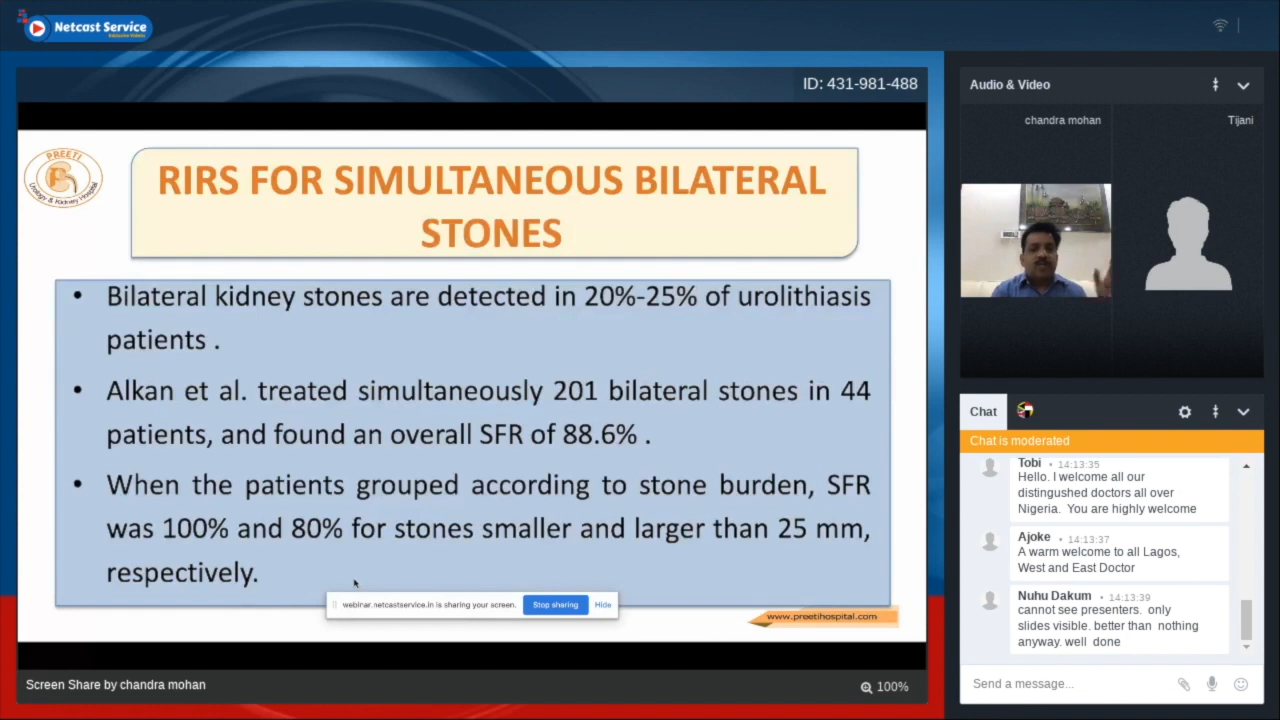 Netcast Service
ID: 431-981-488
PREETI
Urology & Kidney Hospital
RIRS FOR SIMULTANEOUS BILATERAL
STONES
• Bilateral kidney stones are detected in 20%-25% of urolithiasis
patients .
• Alkan et al. treated simultaneously 201 bilateral stones in 44
patients, and found an overall SFR of 88.6% .
• When the patients grouped according to stone burden, SFR
was 100% and 80% for stones smaller and larger than 25 mm,
respectively.
webinar.netcastservice.in is sharing your screen.
Stop sharing
Hide
www.preetihospital.com
Screen Share by chandra mohan
100%
Audio & Video
chandra mohan
Tijani
Chat
Chat is moderated
Tobi • 14:13:35
Hello. I welcome all our
distingushed doctors all over
Nigeria. You are highly welcome
Ajoke • 14:13:37
A warm welcome to all Lagos,
West and East Doctor
Nuhu Dakum • 14:13:39
cannot see presenters. only
slides visible. better than nothing
anyway. well done
Send a message...